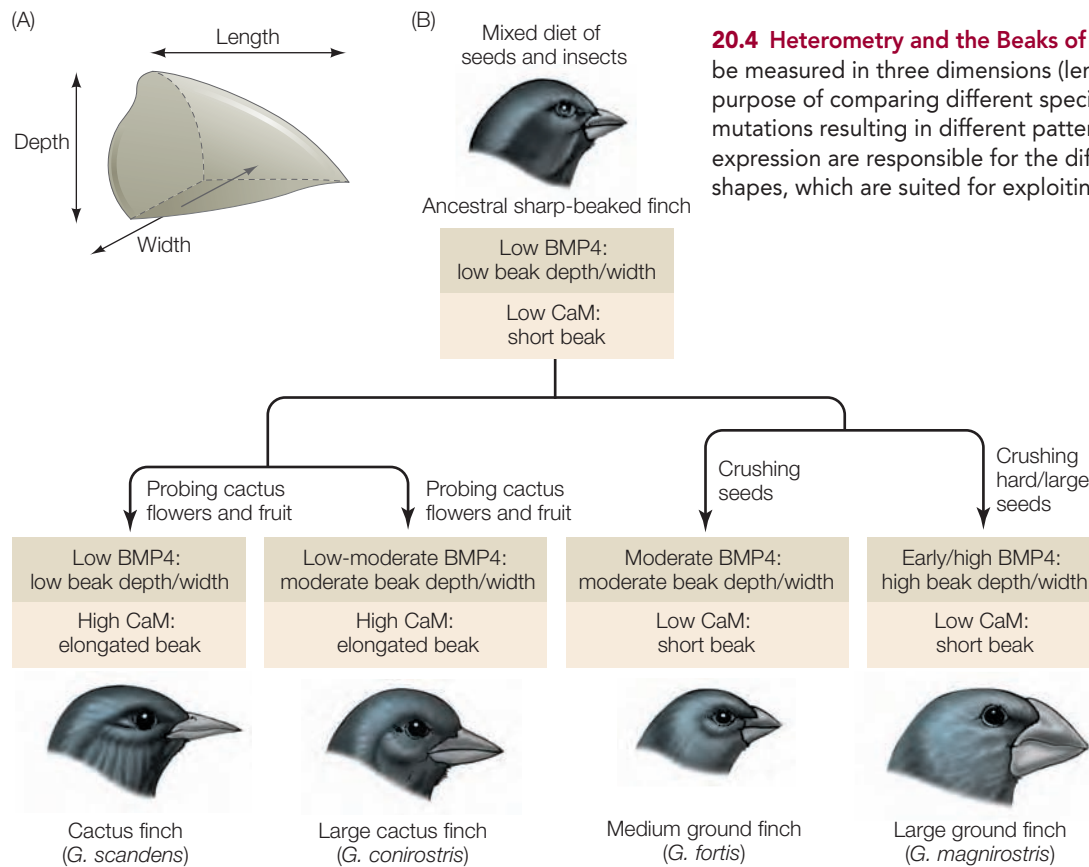 (A)
Length
Depth
Width
(B)
Mixed diet of
seeds and insects
Ancestral sharp-beaked finch
Low BMP4:
low beak depth/width
Low CaM:
short beak
20.4 Heterometry and the Beaks of
be measured in three dimensions
purpose of comparing different
mutations resulting in different
expression are responsible for the
shapes, which are suited for
Probing cactus
flowers and fruit
Probing cactus
flowers and fruit
Crushing
seeds
Crushing
hard/large
seeds
Low BMP4:
low beak depth/width
High CaM:
elongated beak
Low-moderate BMP4:
moderate beak depth/width
High CaM:
elongated beak
Moderate BMP4:
moderate beak depth/width
Low CaM:
short beak
Early/high BMP4:
high beak depth/width
Low CaM:
short beak
Cactus finch
(G. scandens)
Large cactus finch
(G. conirostris)
Medium ground finch
(G. fortis)
Large ground finch
(G. magnirostris)